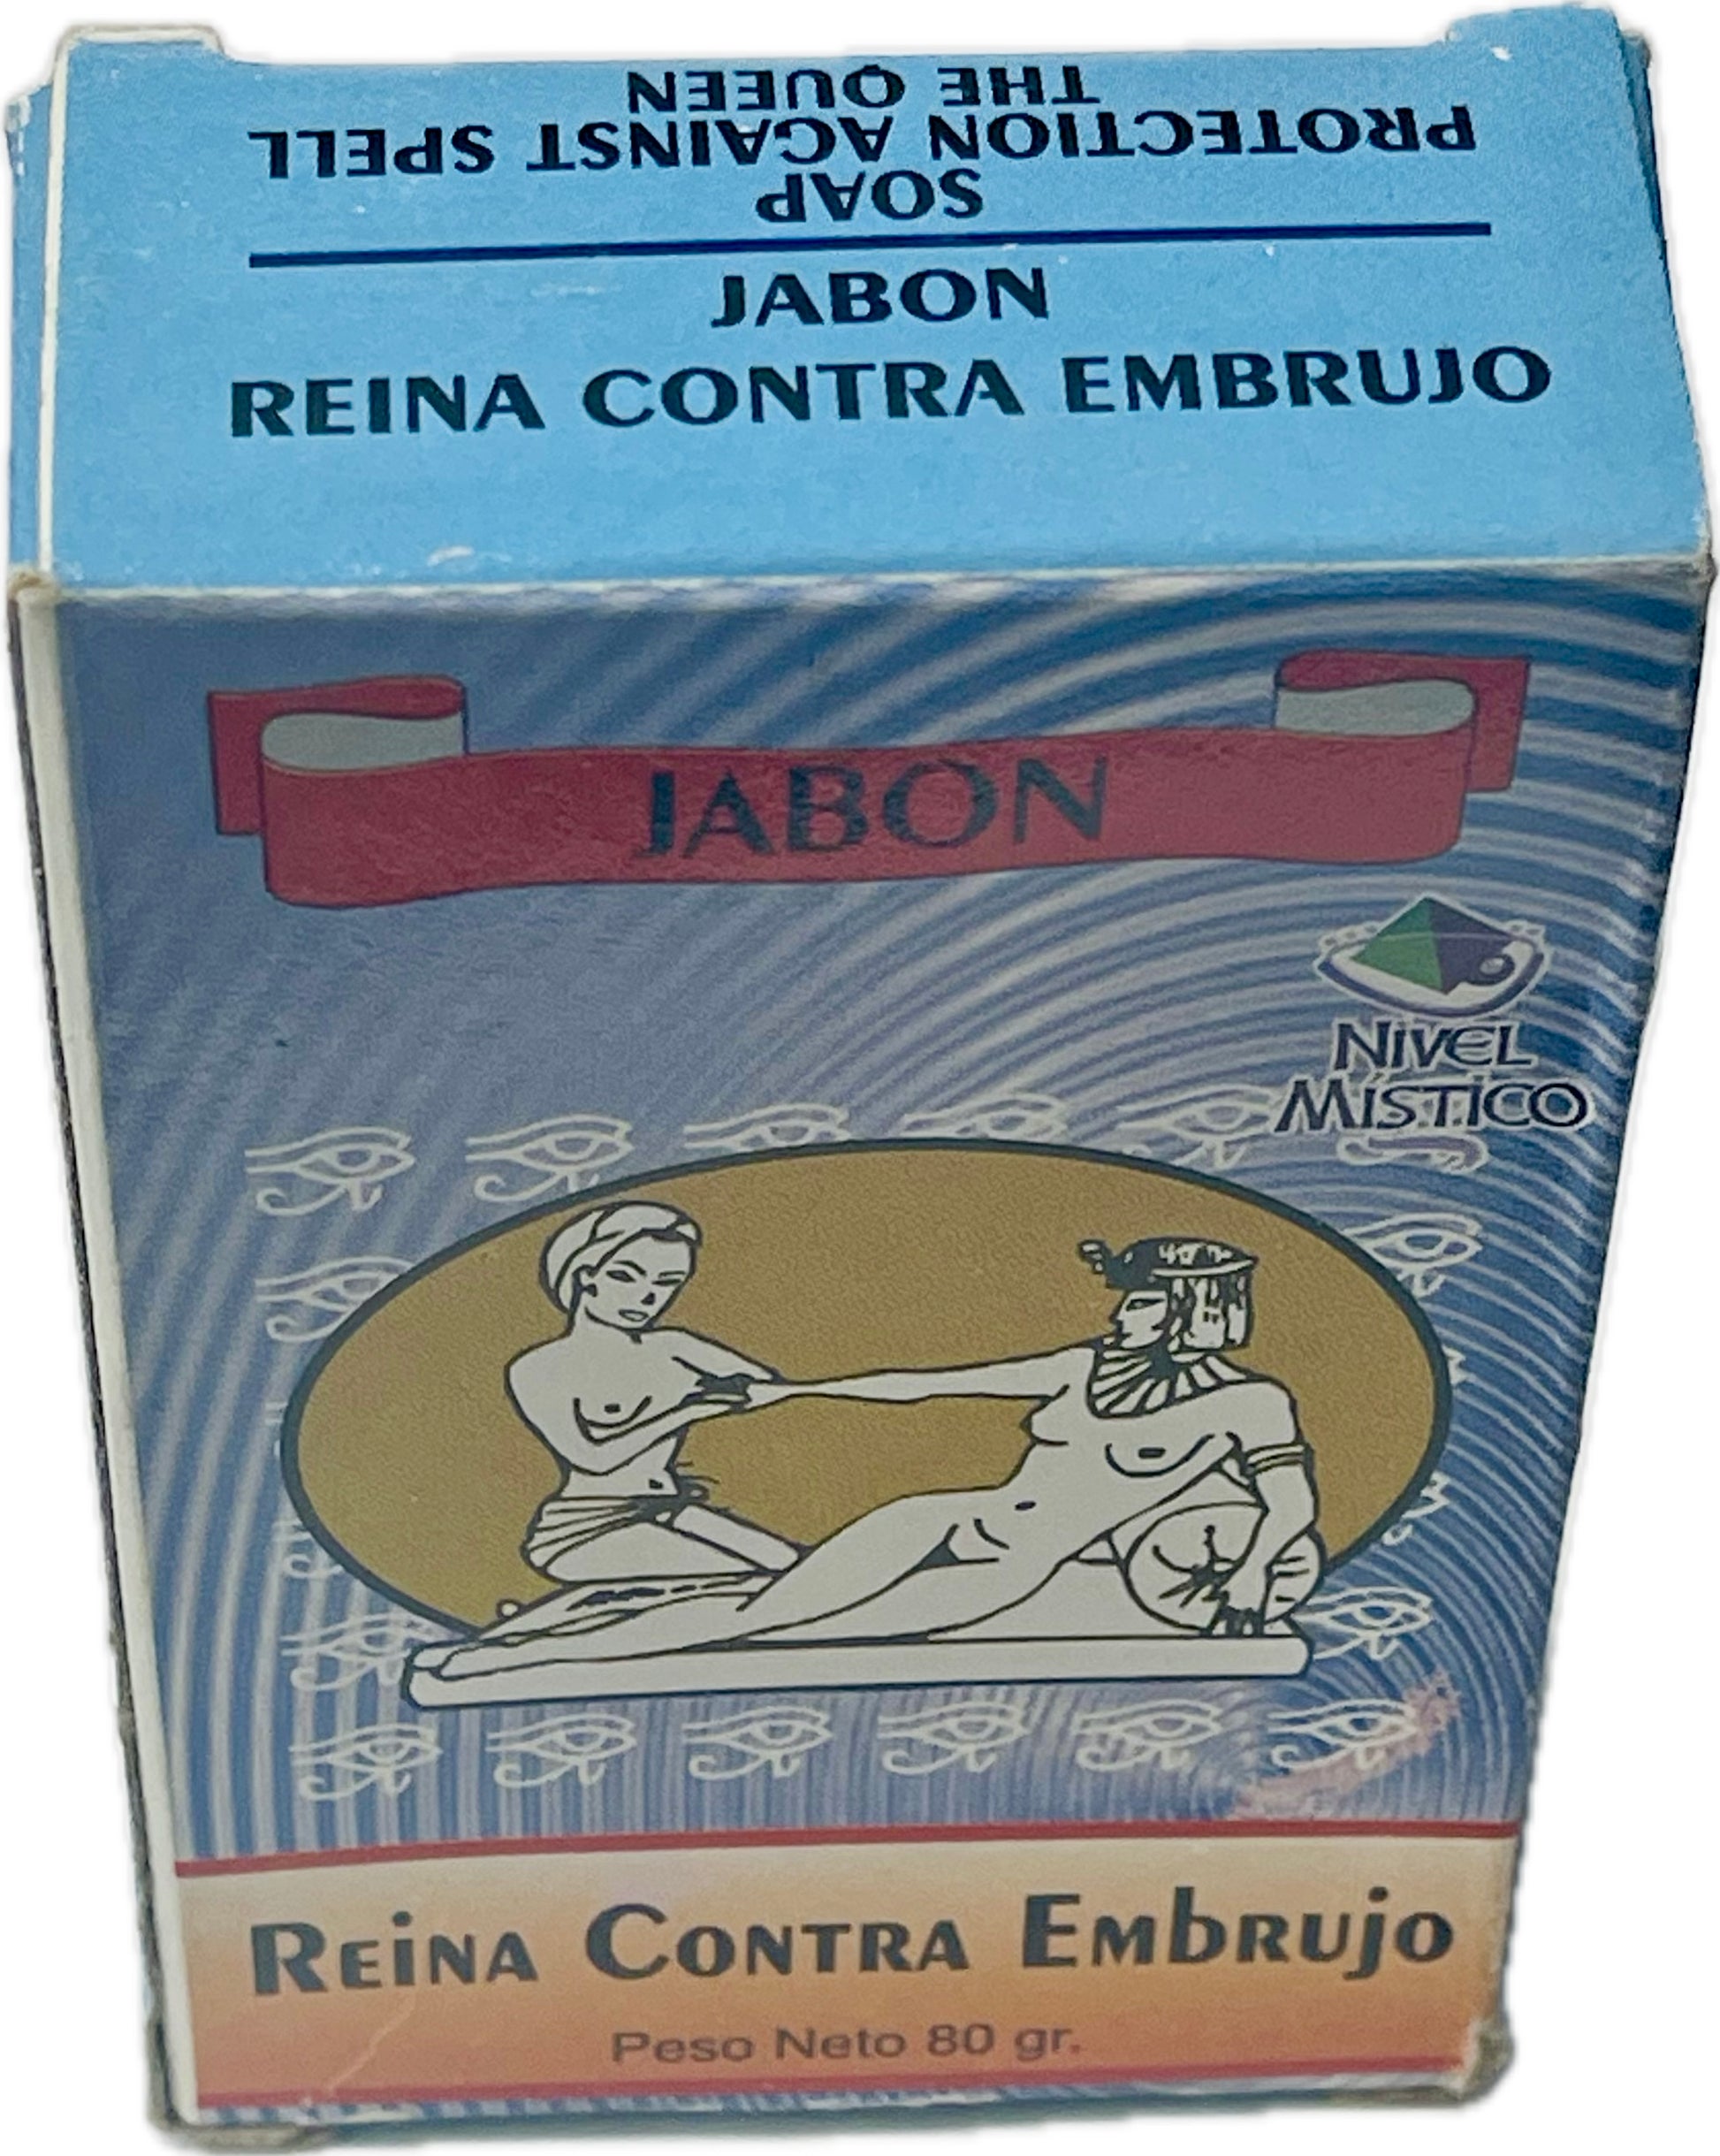 THE QUEEN
PROTECTION AGAINST SPELL
SOAP
JABON
REINA CONTRA EMBRUJO
JABON
NIVEL
MÍSTICO
REINA CONTRA EMBRUJO
Peso Neto 80 gr.